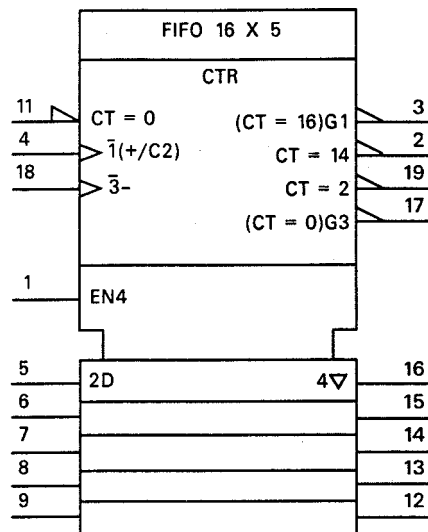 FIFO 16 X 5
CTR
11 CT = 0 (CT = 16)G1 3
4 1̄(+/C2) CT = 14 2
18 3̄- CT = 2 19
(CT = 0)G3 17
1 EN4
5 2D 4▽ 16
6 15
7 14
8 13
9 12